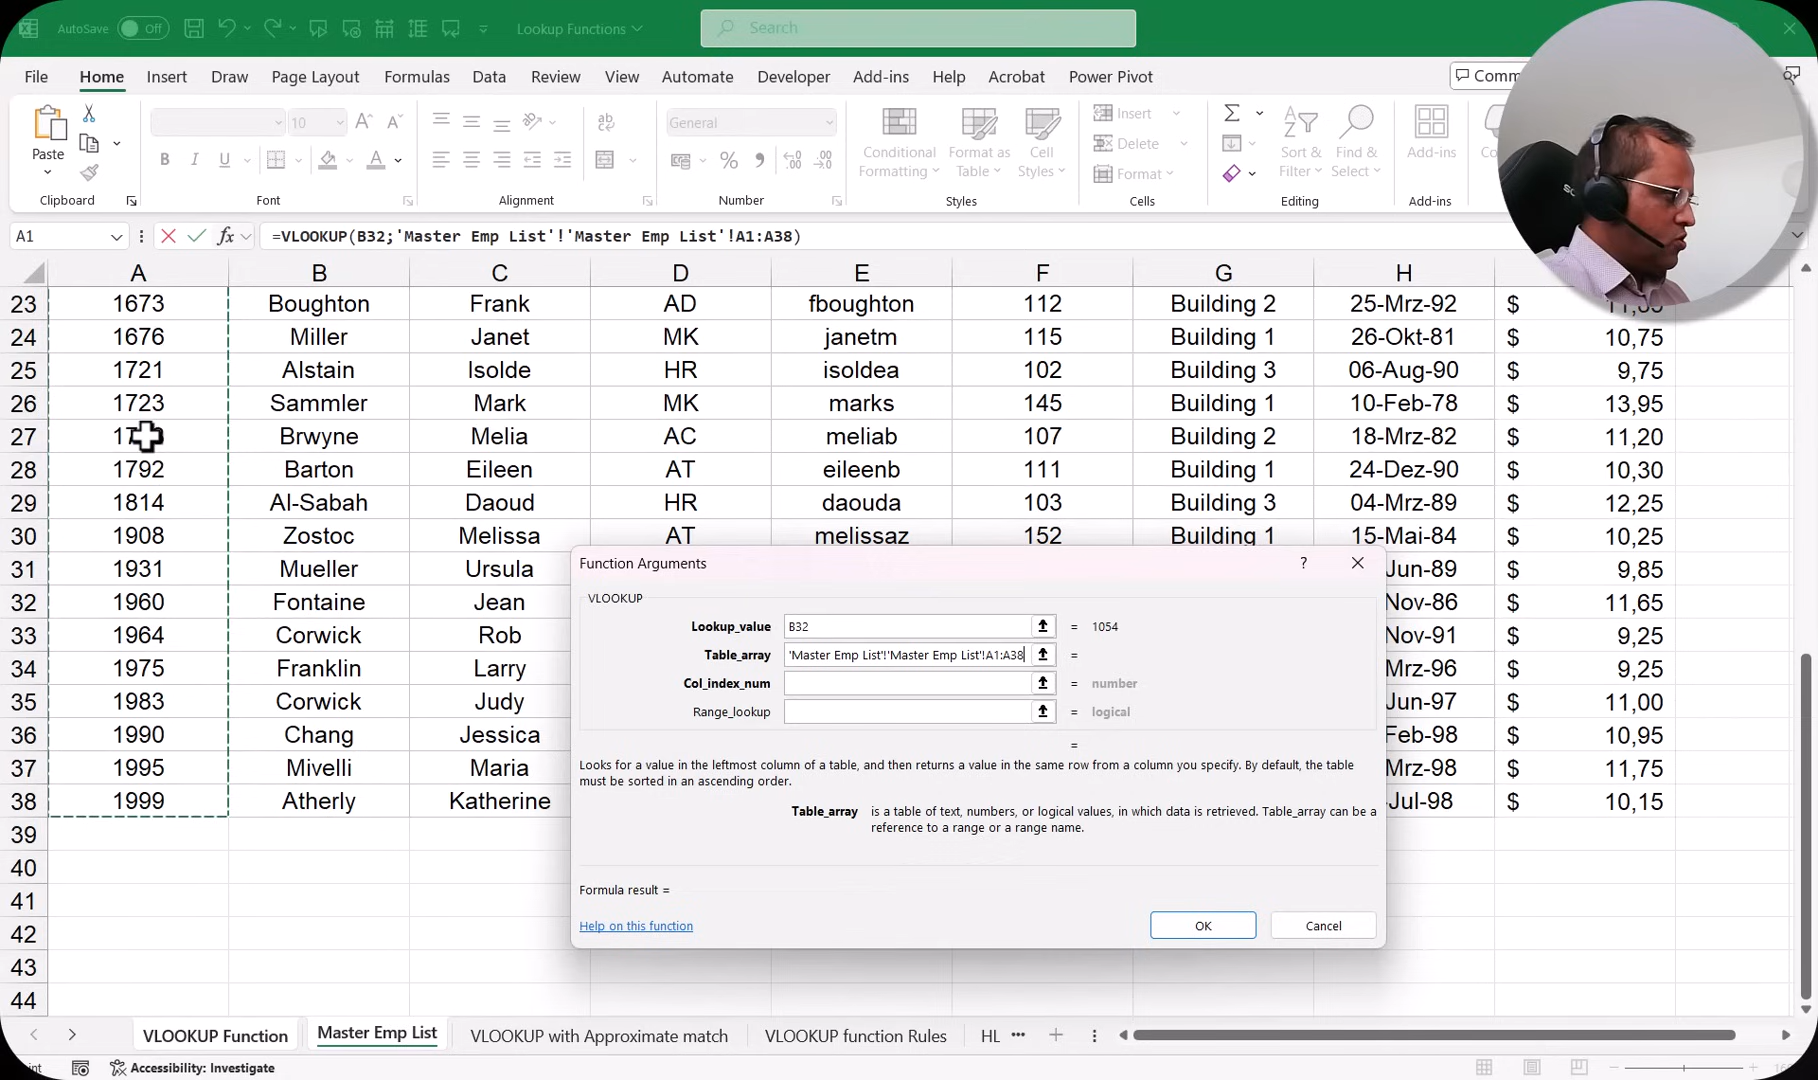 AutoSave Off Lookup Functions Search
File Home Insert Draw Page Layout Formulas Data Review View Automate Developer Add-ins Help Acrobat Power Pivot
Paste 10 General Conditional Formatting Format as Table Cell Styles Insert Delete Format Sort & Filter Find & Select Add-ins
Clipboard Font Alignment Number Styles Cells Editing Add-ins
A1 =VLOOKUP(B32;'Master Emp List'!'Master Emp List'!A1:A38)
A B C D E F G H
23 1673 Boughton Frank AD fboughton 112 Building 2 25-Mrz-92 $
24 1676 Miller Janet MK janetm 115 Building 1 26-Okt-81 $ 10,75
25 1721 Alstain Isolde HR isoldea 102 Building 3 06-Aug-90 $ 9,75
26 1723 Sammler Mark MK marks 145 Building 1 10-Feb-78 $ 13,95
27 Brwyne Melia AC meliab 107 Building 2 18-Mrz-82 $ 11,20
28 1792 Barton Eileen AT eileenb 111 Building 1 24-Dez-90 $ 10,30
29 1814 Al-Sabah Daoud HR daouda 103 Building 3 04-Mrz-89 $ 12,25
30 1908 Zostoc Melissa AT melissaz 152 Building 1 15-Mai-84 $ 10,25
31 1931 Mueller Ursula Jun-89 $ 9,85
32 1960 Fontaine Jean Nov-86 $ 11,65
33 1964 Corwick Rob Nov-91 $ 9,25
34 1975 Franklin Larry Mrz-96 $ 9,25
35 1983 Corwick Judy Jun-97 $ 11,00
36 1990 Chang Jessica Feb-98 $ 10,95
37 1995 Mivelli Maria Mrz-98 $ 11,75
38 1999 Atherly Katherine -Jul-98 $ 10,15
39
40
41
42
43
44
Function Arguments ?
VLOOKUP
Lookup_value B32 = 1054
Table_array 'Master Emp List'!'Master Emp List'!A1:A38 =
Col_index_num = number
Range_lookup = logical
=
Looks for a value in the leftmost column of a table, and then returns a value in the same row from a column you specify. By default, the table
must be sorted in an ascending order.
Table_array is a table of text, numbers, or logical values, in which data is retrieved. Table_array can be a
reference to a range or a range name.
Formula result =
Help on this function OK Cancel
VLOOKUP Function Master Emp List VLOOKUP with Approximate match VLOOKUP function Rules HL
Accessibility: Investigate